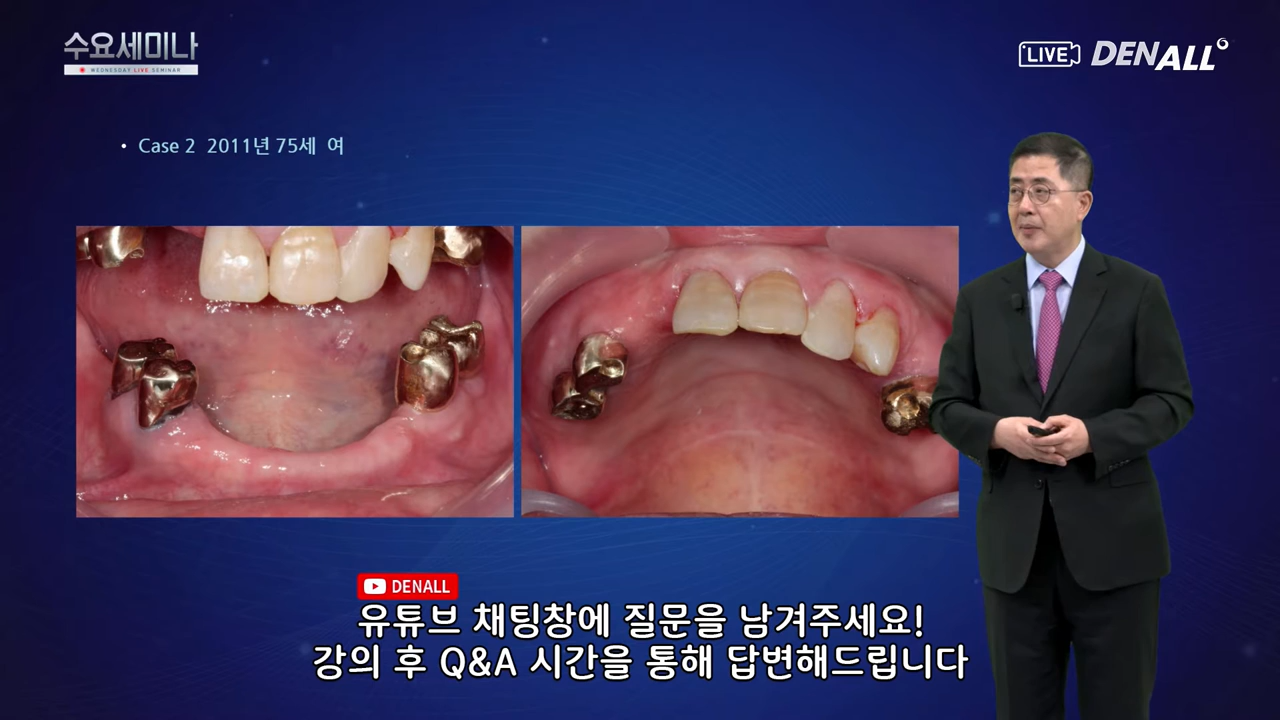 수요세미나
WEDNESDAY LIVE SEMINAR
LIVE
DENALL
• Case 2 2011년 75세 여
DENALL
유튜브 채팅창에 질문을 남겨주세요!
강의 후 Q&A 시간을 통해 답변해드립니다